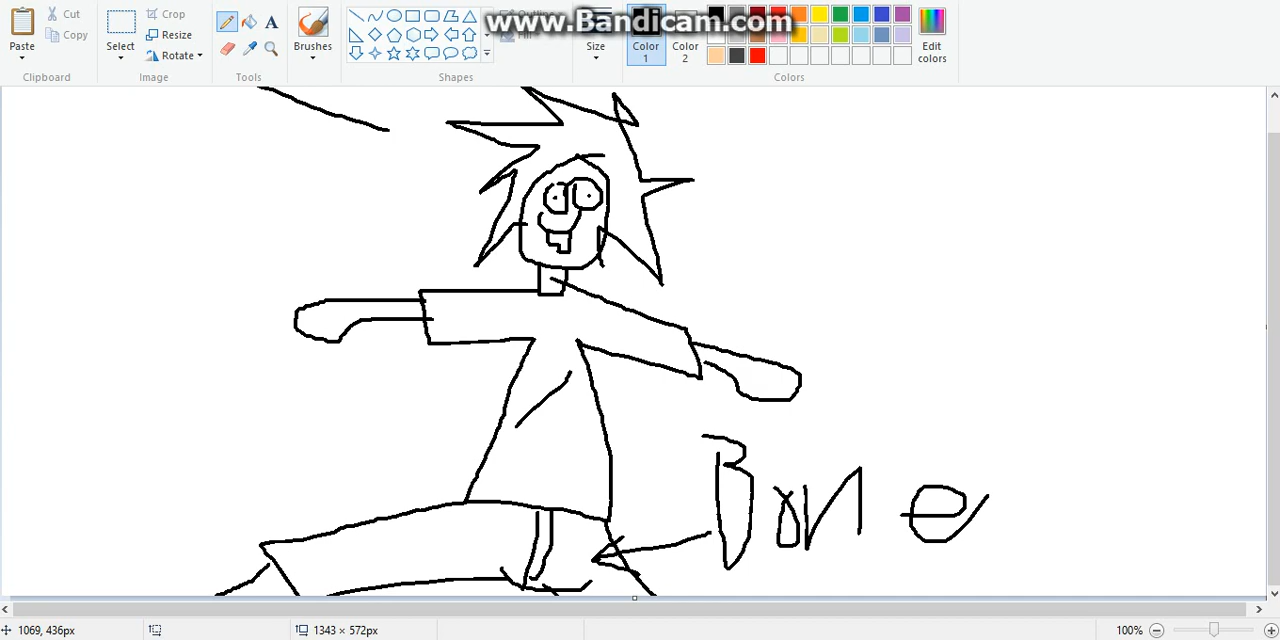 www.Bandicam.com
Cut
Crop
Outline
Paste
Copy
Select
Resize
Rotate
Brushes
Size
Color
1
Color
2
Edit
colors
Clipboard
Image
Tools
Shapes
Colors
Bone
1069, 436px
1343 × 572px
100%